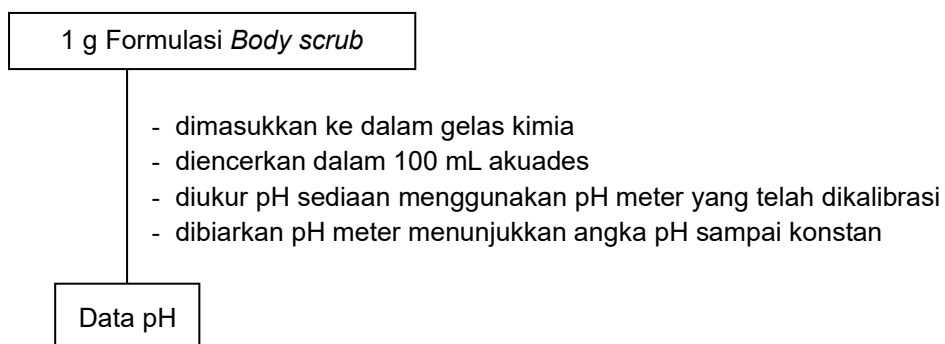 1 g Formulasi Body scrub
- dimasukkan ke dalam gelas kimia
- diencerkan dalam 100 mL akuades
- diukur pH sediaan menggunakan pH meter yang telah dikalibrasi
- dibiarkan pH meter menunjukkan angka pH sampai konstan
Data pH